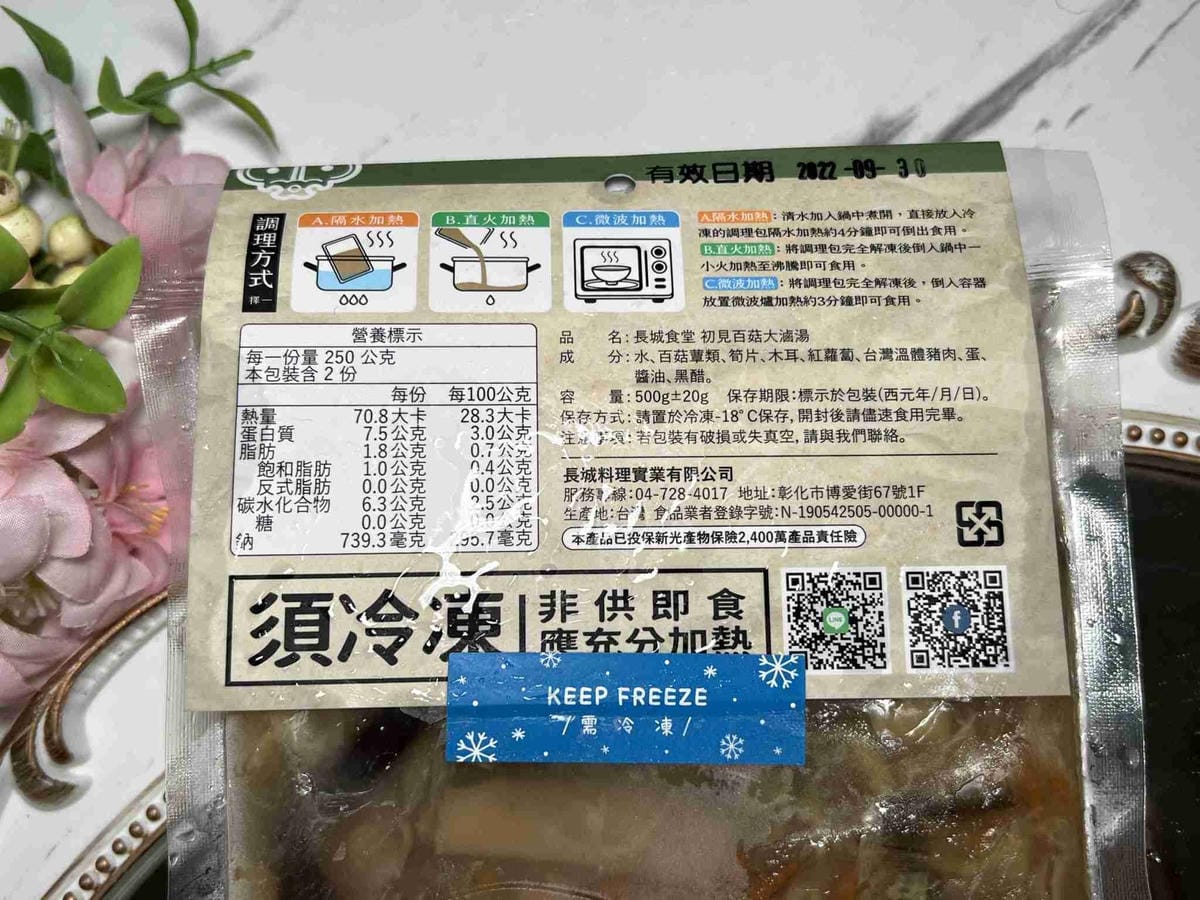 有效日期 2022-09-30
調理方式 擇一
A.隔水加熱
B.直火加熱
C.微波加熱
A.隔水加熱：清水加入鍋中煮開，直接放入冷
凍的調理包隔水加熱約4分鐘即可倒出食用。
B.直火加熱：將調理包完全解凍後倒入鍋中一
小火加熱至沸騰即可食用。
C.微波加熱：將調理包完全解凍後，倒入容器
放置微波爐加熱約3分鐘即可食用。
營養標示
每一份量 250 公克
本包裝含 2 份
每份 每100公克
熱量 70.8大卡 28.3大卡
蛋白質 7.5公克 3.0公克
脂肪 1.8公克 0.7公克
飽和脂肪 1.0公克 0.4公克
反式脂肪 0.0公克 0.0公克
碳水化合物 6.3公克 2.5公克
糖 0.0公克 公克
鈉 739.3毫克 295.7毫克
品 名：長城食堂 初見百菇大滷湯
成 分：水、百菇蕈類、筍片、木耳、紅蘿蔔、台灣溫體豬肉、蛋、
醬油、黑醋。
容 量：500g±20g 保存期限：標示於包裝(西元年/月/日)。
保存方式：請置於冷凍-18°C保存，開封後請儘速食用完畢。
注意事項：若包裝有破損或失真空，請與我們聯絡。
長城料理實業有限公司
服務專線：04-728-4017 地址：彰化市博愛街67號1F
生產地：台灣 食品業者登錄字號：N-190542505-00000-1
本產品已投保新光產物保險2,400萬產品責任險
須冷凍
非供即食
應充分加熱
LINE
f
KEEP FREEZE
/需冷凍/